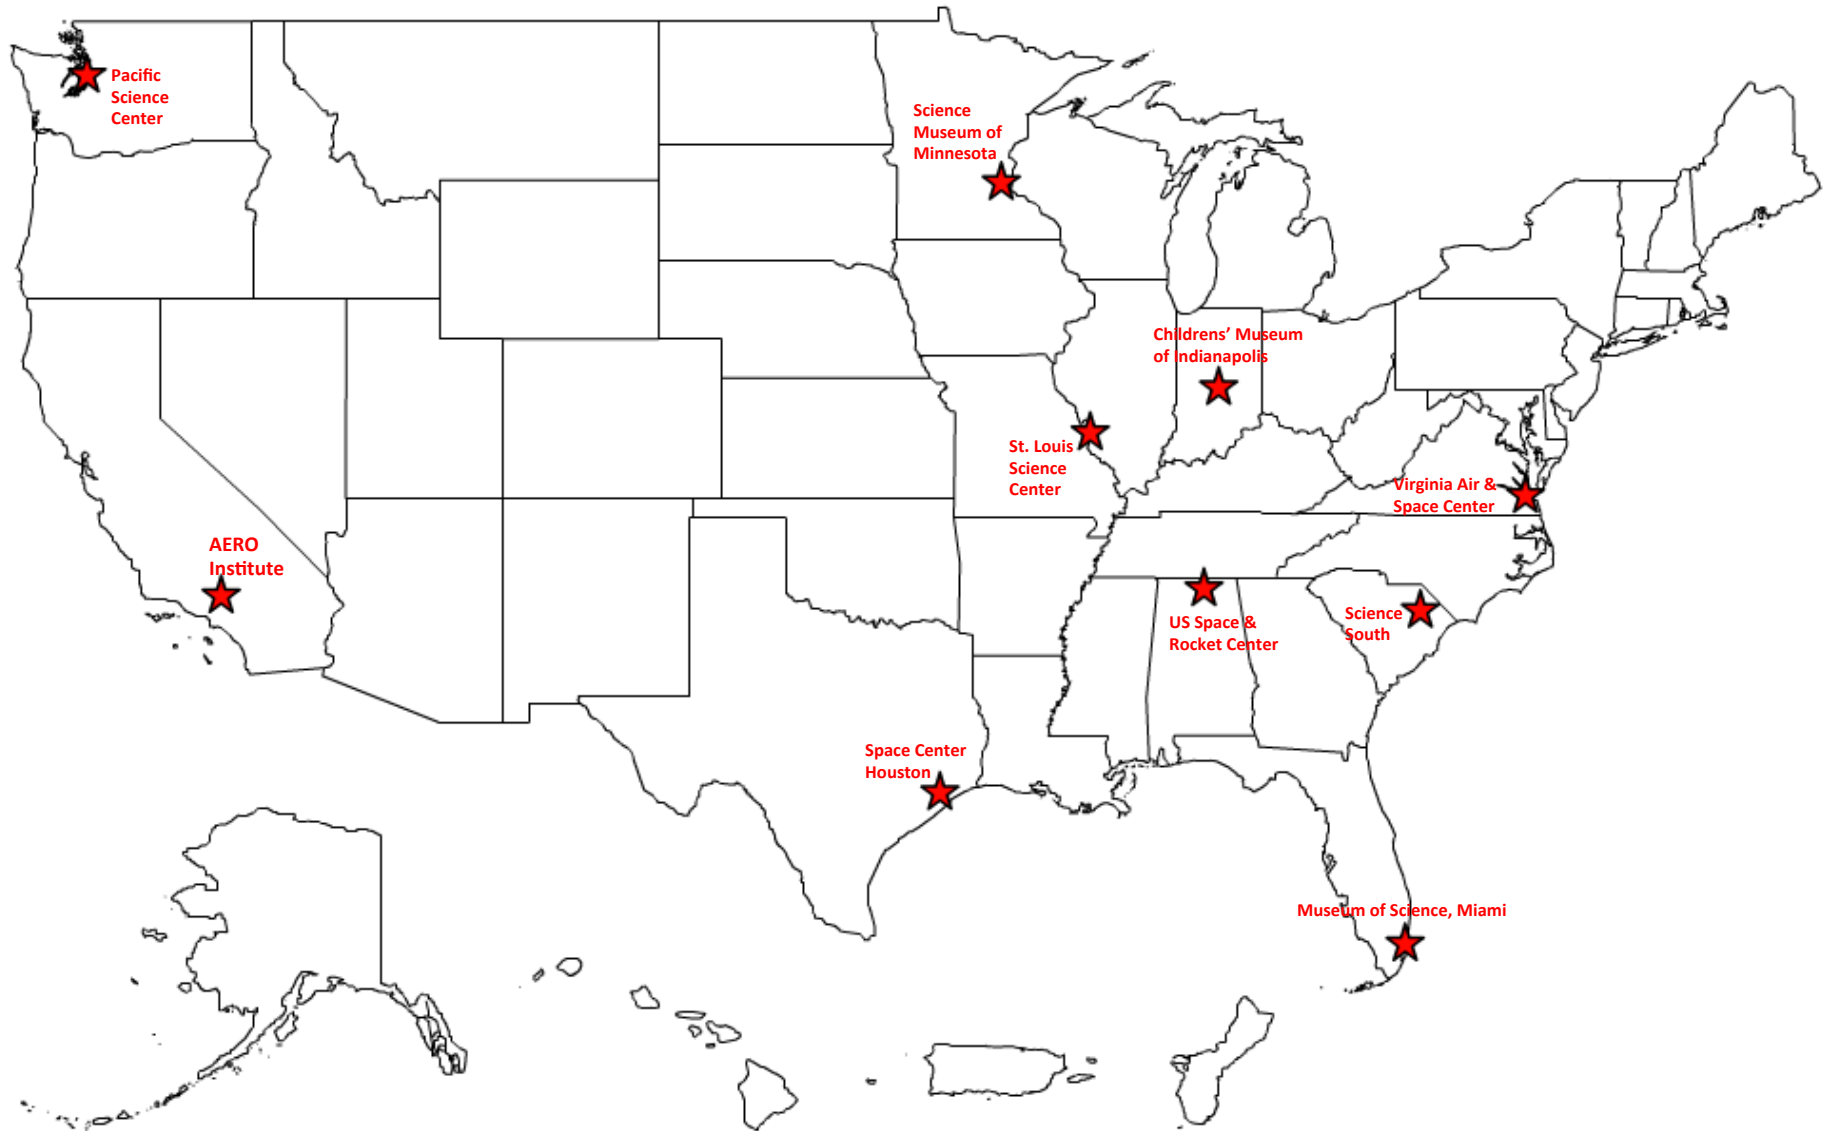 Pacific
Science
Center
Science
Museum of
Minnesota
Childrens’ Museum
of Indianapolis
St. Louis
Science
Center
Virginia Air &
Space Center
AERO
Institute
US Space &
Rocket Center
Science
South
Space Center
Houston
Museum of Science, Miami